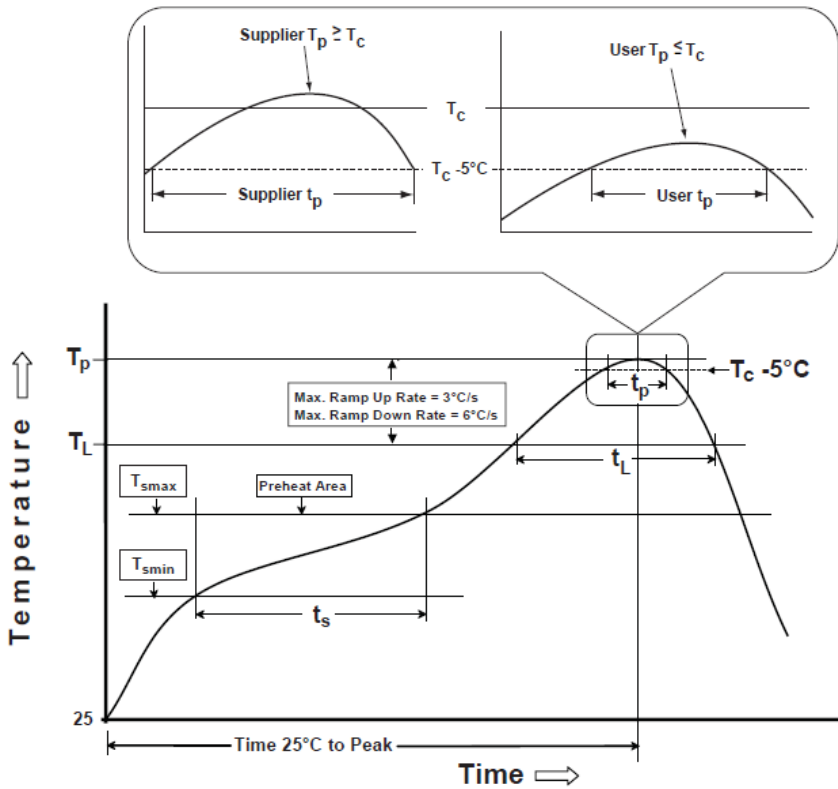 Supplier Tp ≥ Tc
User Tp ≤ Tc
Tc
Tc -5°C
Supplier tp
User tp
Tp
Tc -5°C
tp
Max. Ramp Up Rate = 3°C/s
Max. Ramp Down Rate = 6°C/s
TL
tL
Tsmax
Preheat Area
Tsmin
ts
Temperature
25
Time 25°C to Peak
Time